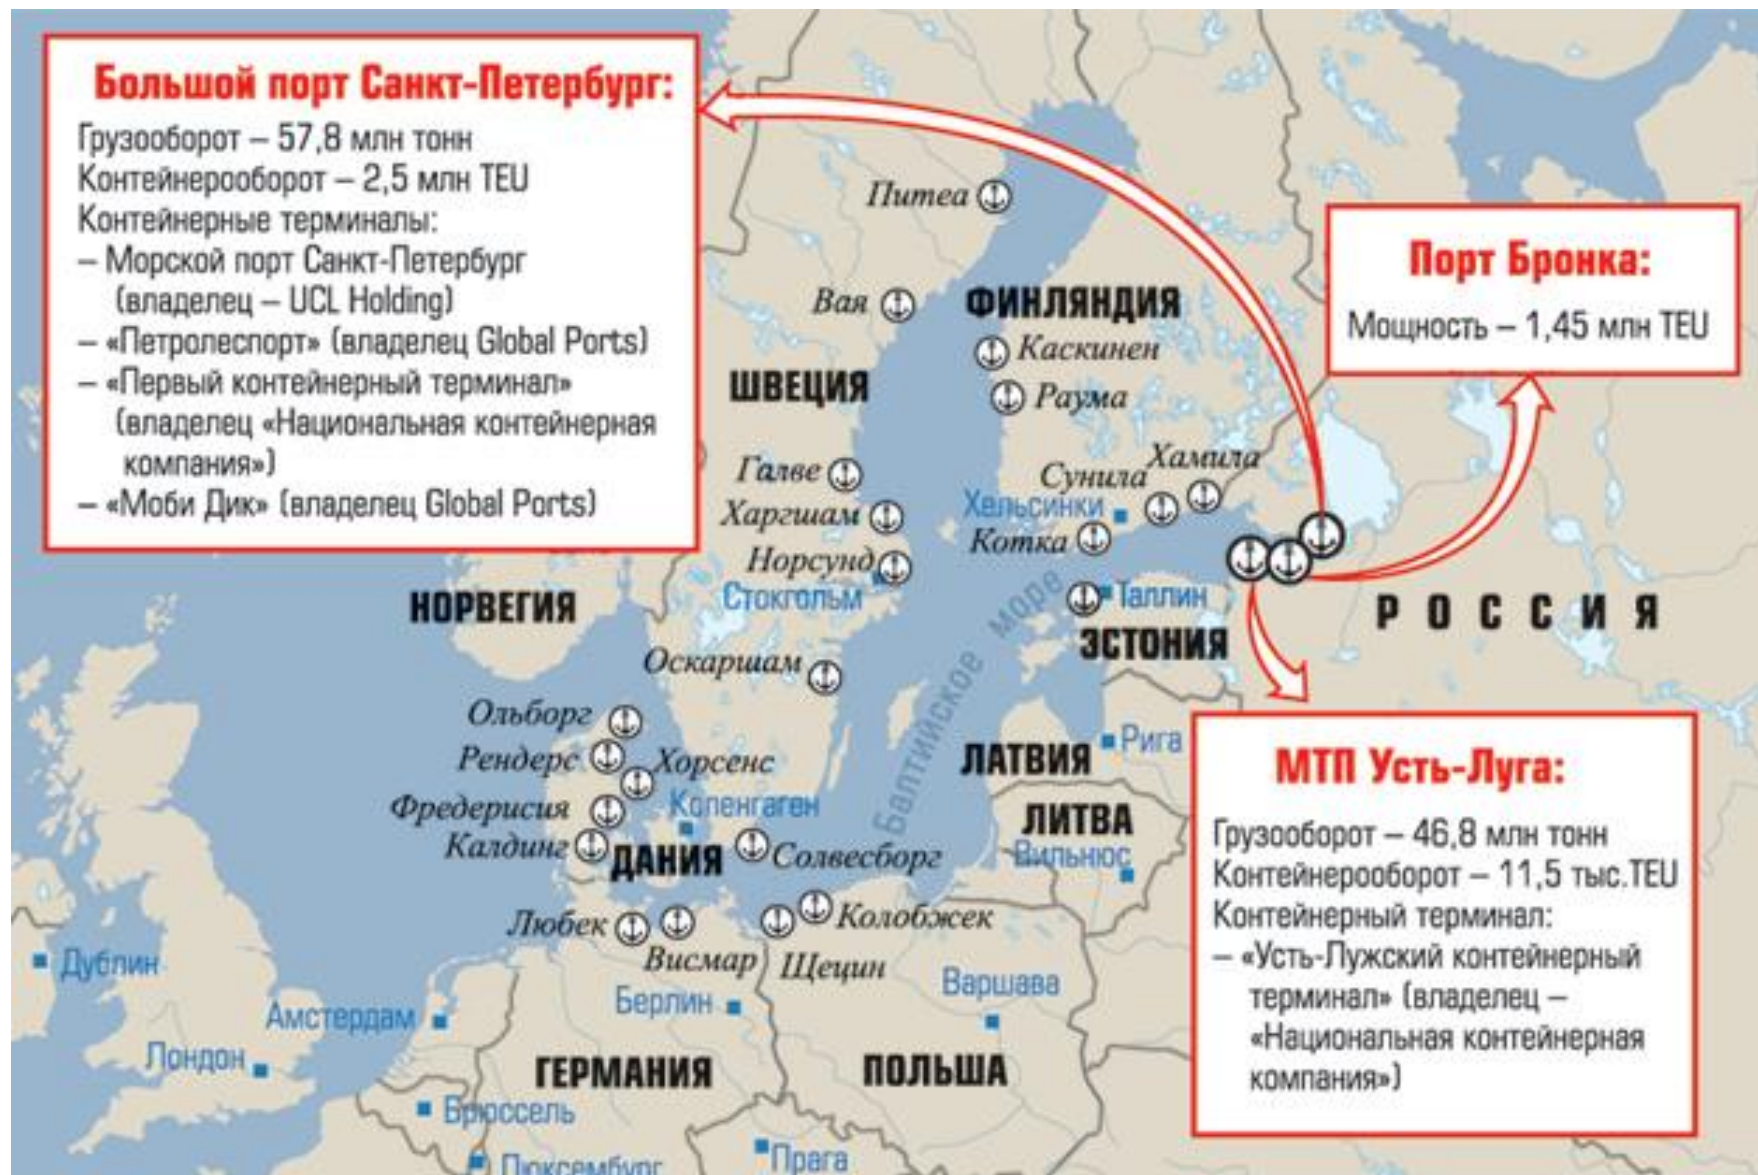 Большой порт Санкт-Петербург:
Грузооборот – 57,8 млн тонн
Контейнерооборот – 2,5 млн TEU
Контейнерные терминалы:
– Морской порт Санкт-Петербург
(владелец – UCL Holding)
– «Петролеспорт» (владелец Global Ports)
– «Первый контейнерный терминал»
(владелец «Национальная контейнерная
компания»)
– «Моби Дик» (владелец Global Ports)
Порт Бронка:
Мощность – 1,45 млн TEU
Питеа
Вая
ФИНЛЯНДИЯ
Каскинен
ШВЕЦИЯ
Раума
Галве
Хамила
Сунила
Хельсинки
Харгшам
Котка
Норсунд
Стокгольм
НОРВЕГИЯ
Таллин
РОССИЯ
ЭСТОНИЯ
Балтийское море
Оскаршам
Ольборг
Рендерс
Хорсенс
ЛАТВИЯ
Рига
Фредерисия
Копенгаген
ЛИТВА
Калдинг
ДАНИЯ
Солвесборг
Вильнюс
Любек
Колобжек
Висмар
Щецин
Дублин
Берлин
Варшава
Амстердам
Лондон
ГЕРМАНИЯ
ПОЛЬША
Брюссель
Люксембург
Прага
МТП Усть-Луга:
Грузооборот – 46,8 млн тонн
Контейнерооборот – 11,5 тыс.TEU
Контейнерный терминал:
– «Усть-Лужский контейнерный
терминал» (владелец –
«Национальная контейнерная
компания»)